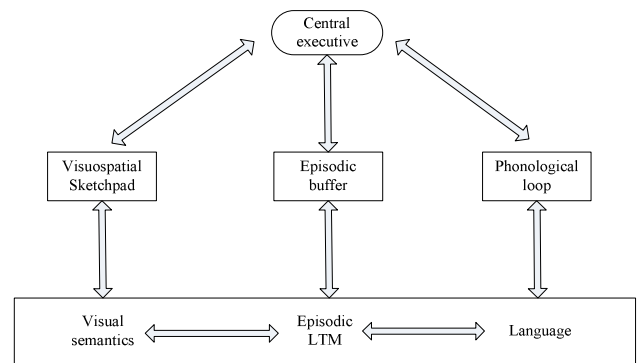 Central
executive
Visuospatial
Sketchpad
Episodic
buffer
Phonological
loop
Visual
semantics
Episodic
LTM
Language